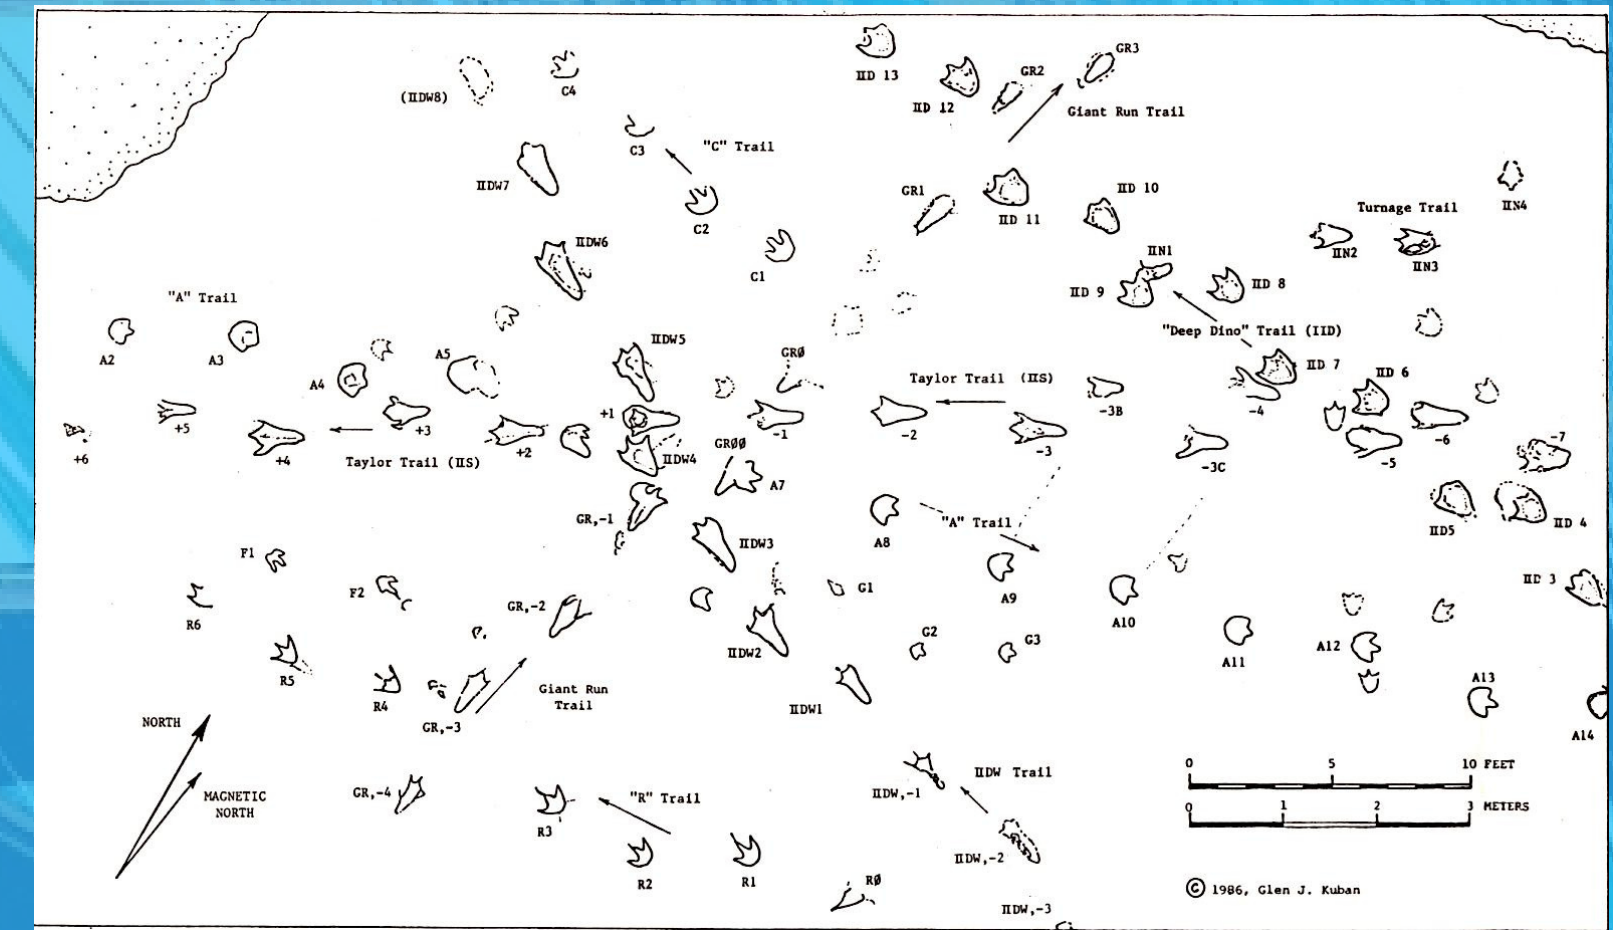 GR3
IID 13
GR2
(IIDW8)
C4
IID 12
Giant Run Trail
C3
"C" Trail
IIDW7
GR1
IID 10
IIN4
IID 11
Turnage Trail
C2
IIDW6
IIN1
IIN2
IIN3
C1
IID 9
IID 8
"A" Trail
"Deep Dino" Trail (IID)
A2
A3
A5
IIDW5
GRØ
IID 7
IID 6
A4
Taylor Trail (IIS)
-3B
-4
+1
+5
+3
-1
-2
-6
-7
GRØØ
+6
+4
Taylor Trail (IIS)
+2
IIDW4
-3
-3C
-5
A7
GR,-1
"A" Trail
IID5
IID 4
A8
IIDW3
F1
F2
G1
A9
IID 3
R6
GR,-2
A10
G2
G3
IIDW2
A11
A12
R5
R4
Giant Run
Trail
IIDW1
A13
NORTH
GR,-3
A14
0 5 10 FEET
IIDW Trail
GR,-4
MAGNETIC
NORTH
"R" Trail
IIDW,-1
0 1 2 3 METERS
R3
IIDW,-2
R2
R1
RØ
© 1986, Glen J. Kuban
IIDW,-3